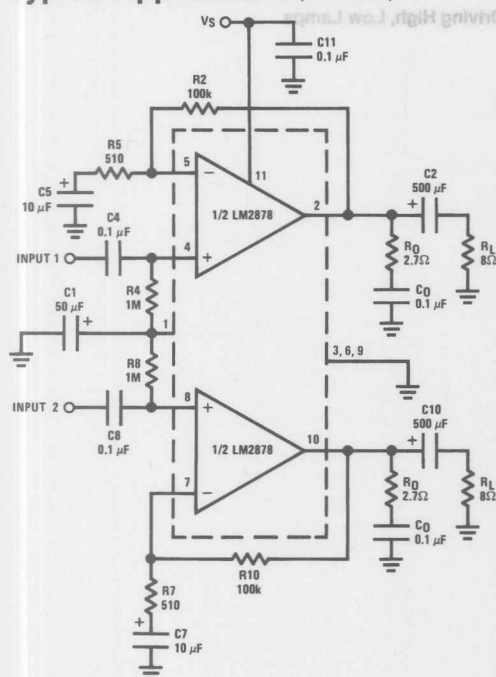 Driving High, Low Lamps
VS
C11
0.1 μF
R2
100k
R5
510
5
−
11
C5
+
10 μF
1/2 LM2878
2
C2
500 μF
+
C4
0.1 μF
INPUT 1
4
+
RO
2.7Ω
RL
8Ω
R4
1M
CO
0.1 μF
C1
50 μF
+
1
3, 6, 9
R8
1M
INPUT 2
8
+
C8
0.1 μF
C10
500 μF
+
1/2 LM2878
10
7
−
RO
2.7Ω
RL
8Ω
CO
0.1 μF
R10
100k
R7
510
+
C7
10 μF